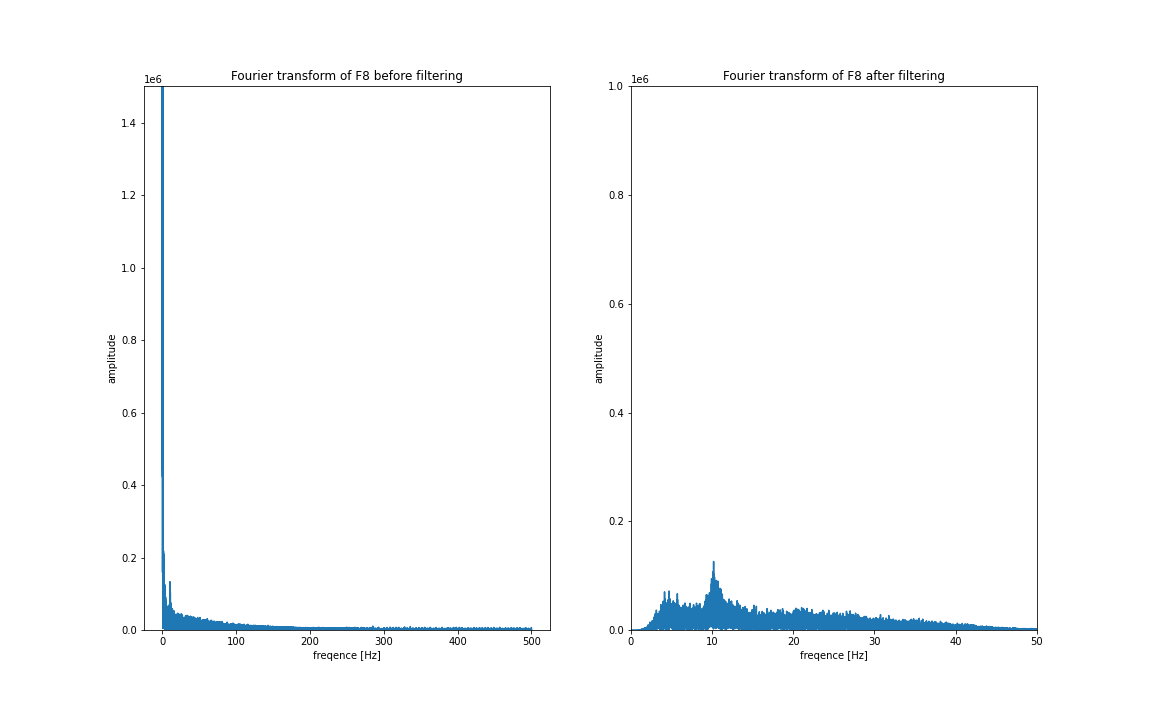 Fourier transform of F8 before filtering
1e6
1.4
1.2
1.0
0.8
0.6
0.4
0.2
0.0
amplitude
0 100 200 300 400 500
freqence [Hz]
Fourier transform of F8 after filtering
1e6
1.0
0.8
0.6
0.4
0.2
0.0
amplitude
0 10 20 30 40 50
freqence [Hz]